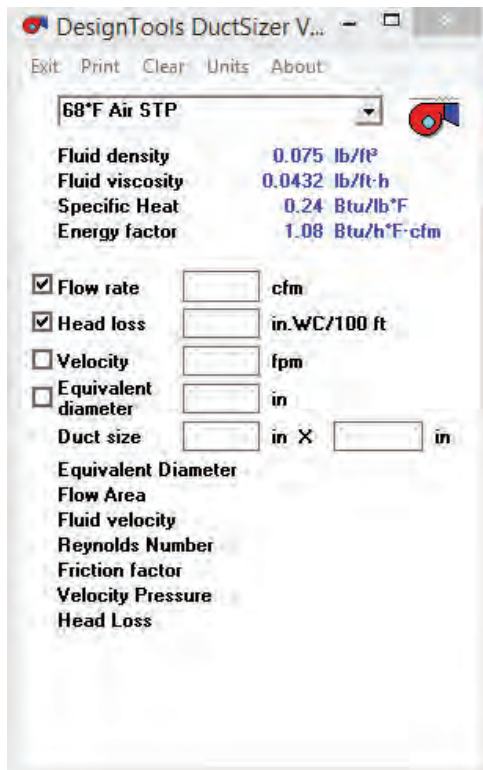 DesignTools DuctSizer V...
Exit Print Clear Units About
68°F Air STP
Fluid density 0.075 lb/ft³
Fluid viscosity 0.0432 lb/ft·h
Specific Heat 0.24 Btu/lb°F
Energy factor 1.08 Btu/h°F·cfm
Flow rate cfm
Head loss in.WC/100 ft
Velocity fpm
Equivalent
diameter in
Duct size in X in
Equivalent Diameter
Flow Area
Fluid velocity
Reynolds Number
Friction factor
Velocity Pressure
Head Loss